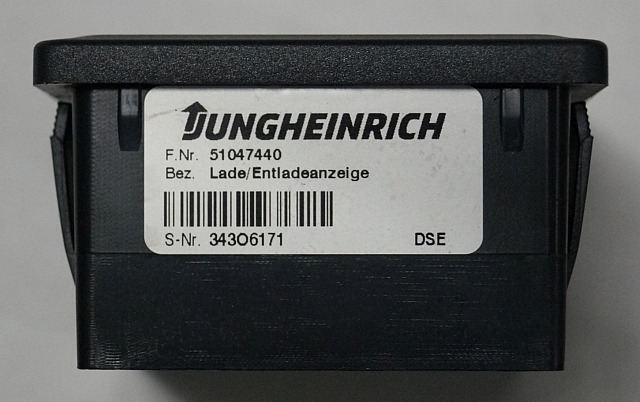 JUNGHEINRICH
F.Nr. 51047440
Bez. Lade/Entladeanzeige
S-Nr. 343O6171 DSE